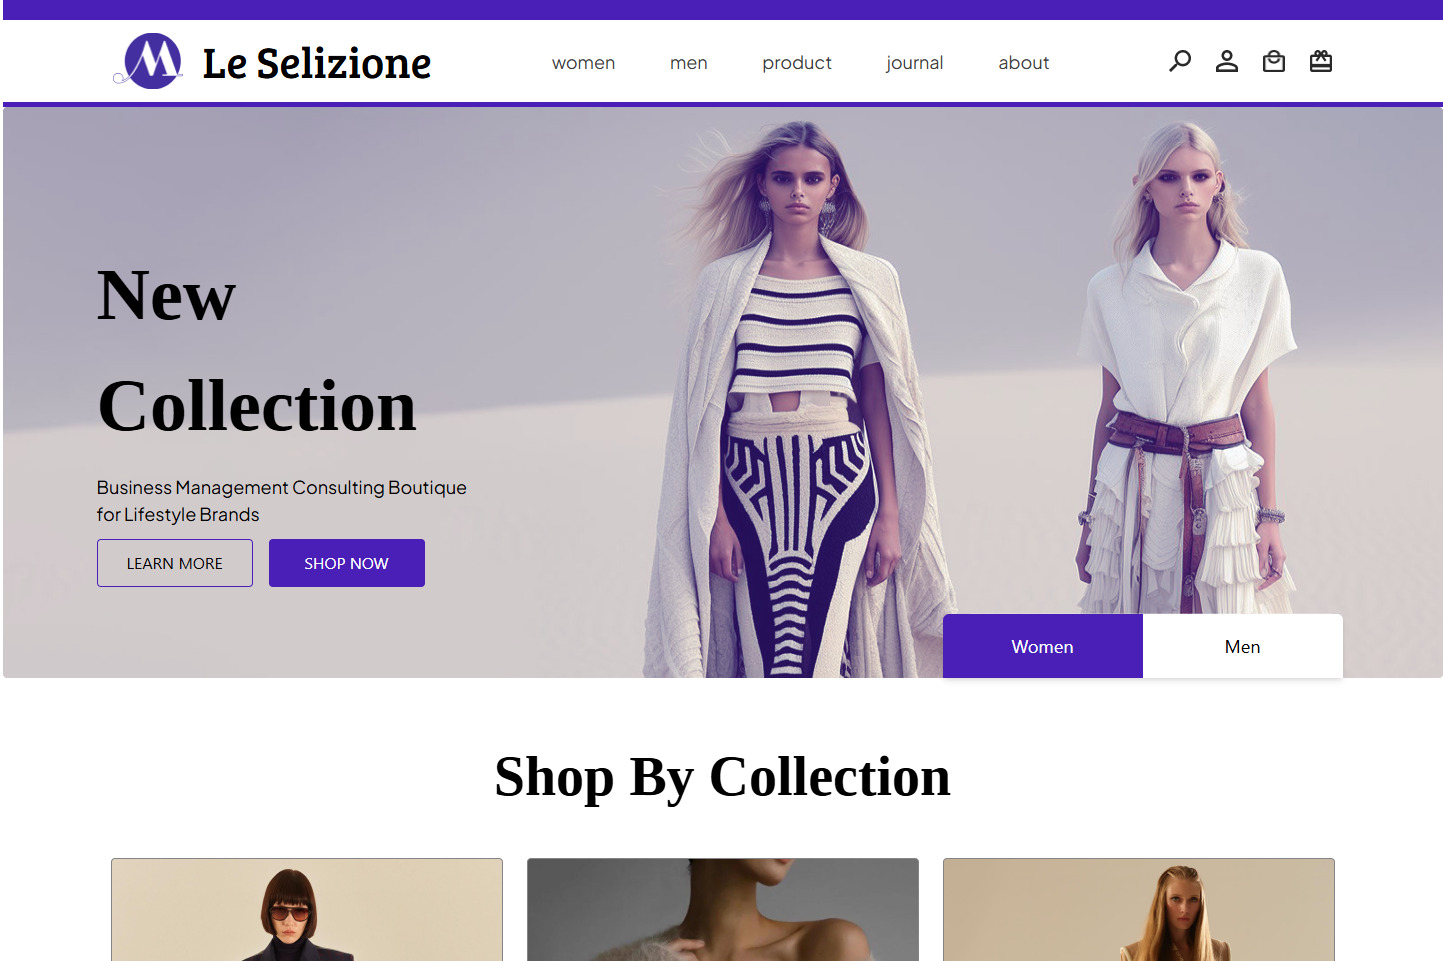 Le Selizione
women men product journal about
New
Collection
Business Management Consulting Boutique
for Lifestyle Brands
LEARN MORE SHOP NOW
Women Men
Shop By Collection